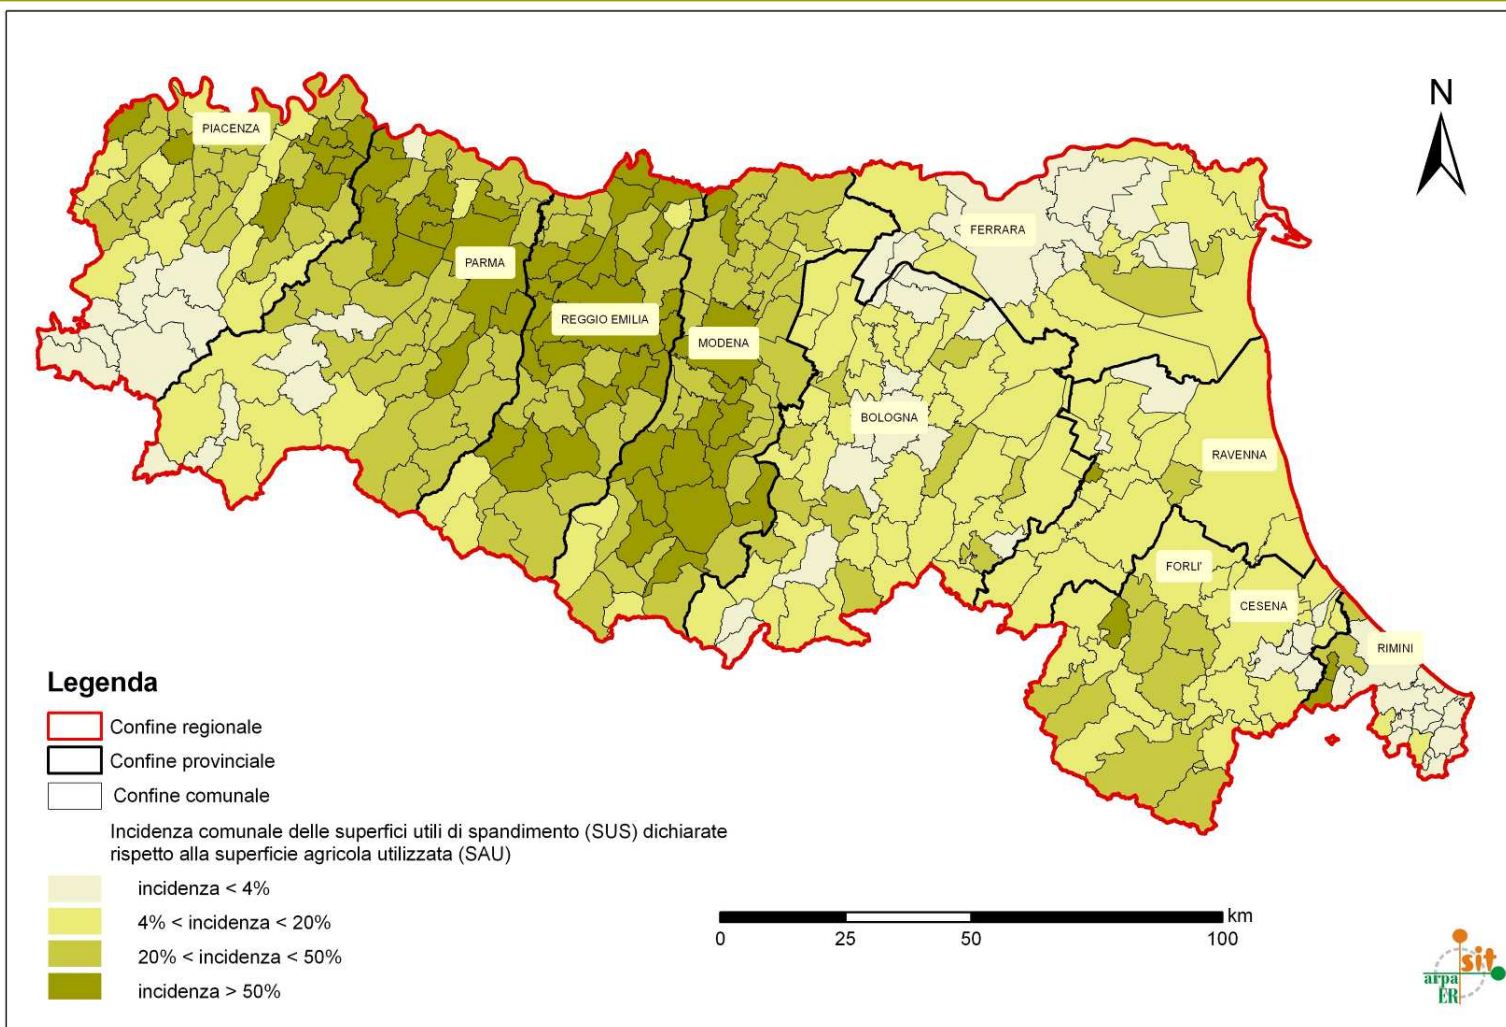 N
PIACENZA
FERRARA
PARMA
REGGIO EMILIA
MODENA
BOLOGNA
RAVENNA
FORLI'
CESENA
RIMINI
Legenda
Confine regionale
Confine provinciale
Confine comunale
Incidenza comunale delle superfici utili di spandimento (SUS) dichiarate
rispetto alla superficie agricola utilizzata (SAU)
incidenza < 4%
4% < incidenza < 20%
20% < incidenza < 50%
incidenza > 50%
km
0 25 50 100
sit
arpa
ER